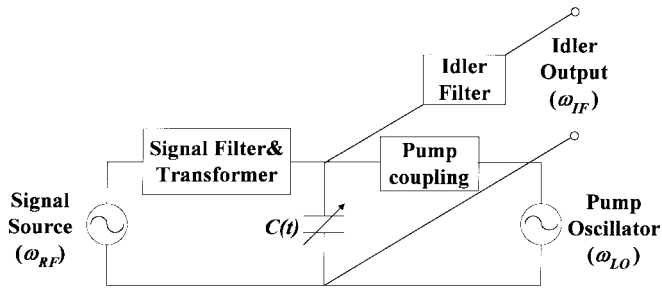 Idler
Output
(ω_IF)
Idler
Filter
Signal Filter&
Transformer
Pump
coupling
Signal
Source
(ω_RF)
C(t)
Pump
Oscillator
(ω_LO)